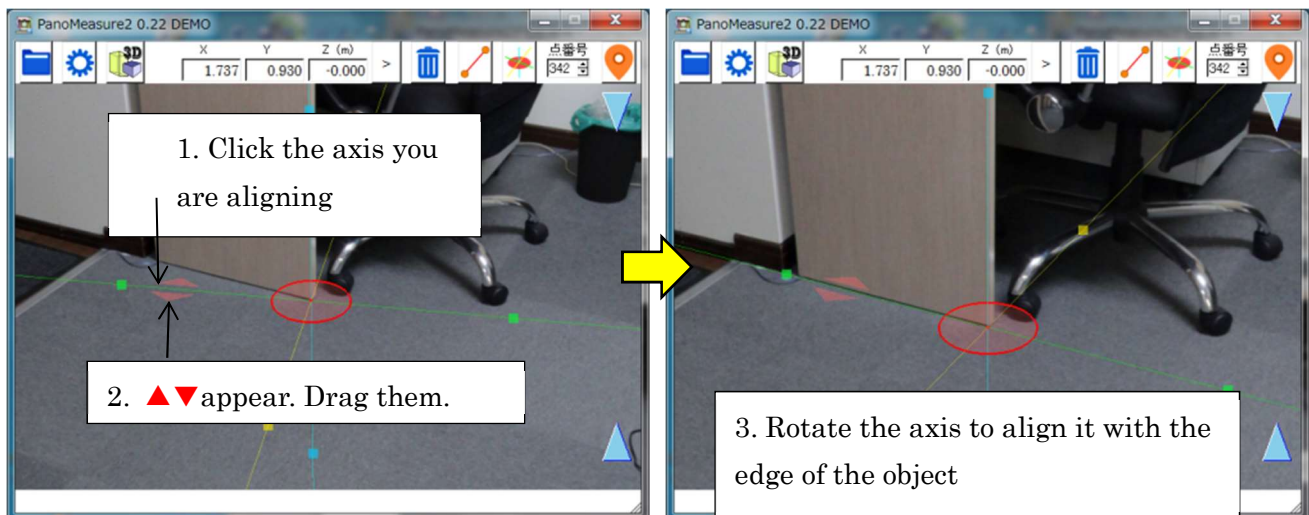 PanoMeasure2 0.22 DEMO
3D
X Y Z (m)
1.737 0.930 -0.000 >
点番号
342
1. Click the axis you
are aligning
2. ▲▼appear. Drag them.
PanoMeasure2 0.22 DEMO
3D
X Y Z (m)
1.737 0.930 -0.000 >
点番号
342
3. Rotate the axis to align it with the
edge of the object